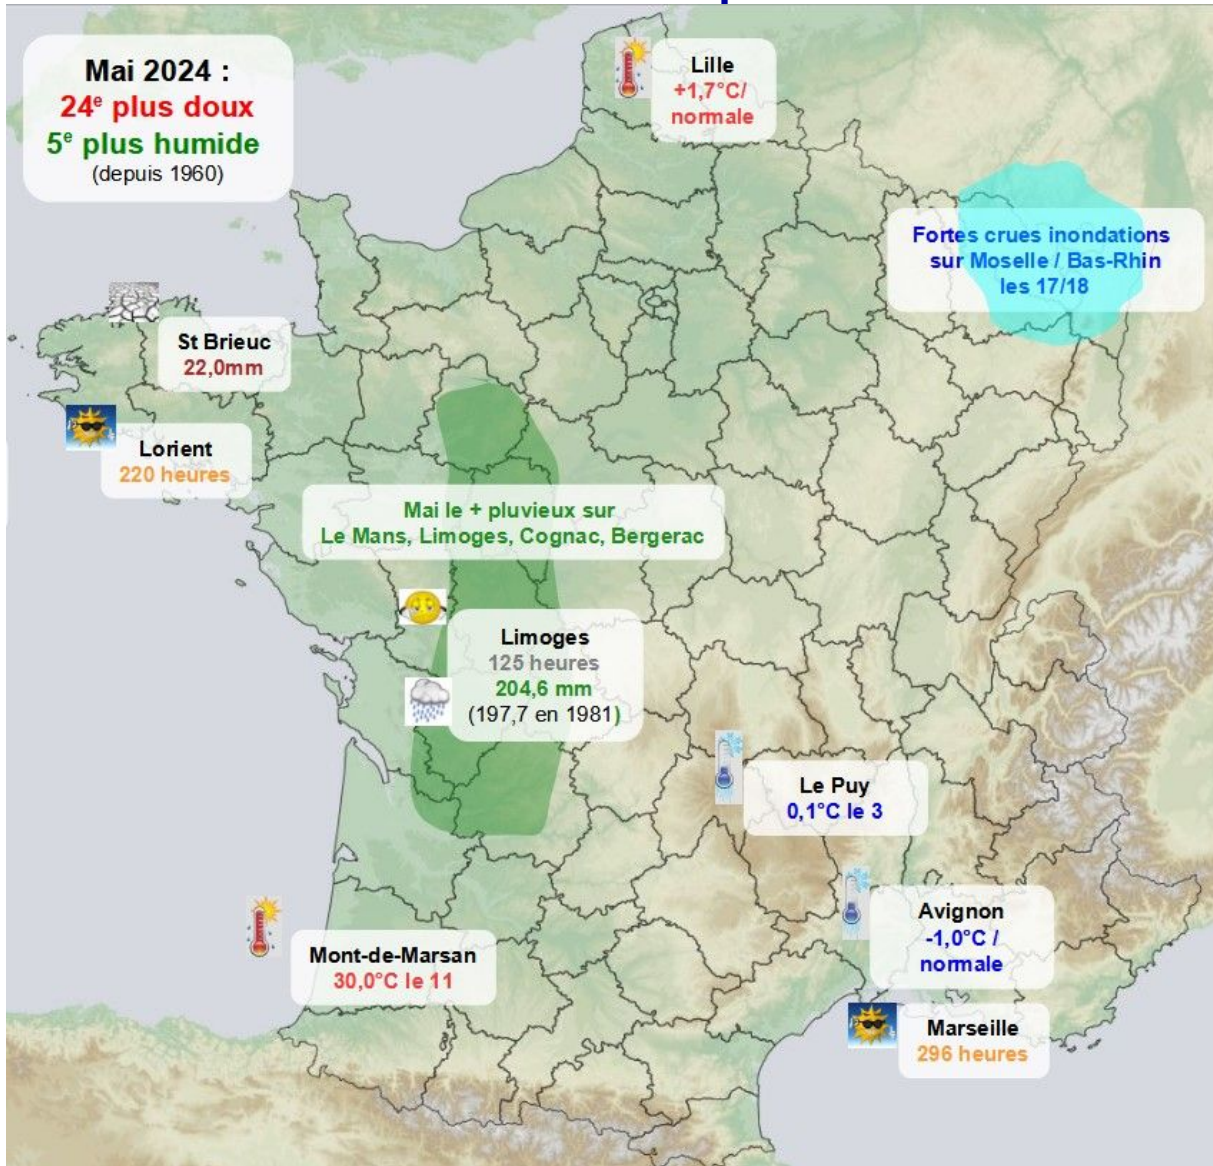 Mai 2024 :
24e plus doux
5e plus humide
(depuis 1960)
Lille
+1,7°C/
normale
Fortes crues inondations
sur Moselle / Bas-Rhin
les 17/18
St Brieuc
22,0mm
Lorient
220 heures
Mai le + pluvieux sur
Le Mans, Limoges, Cognac, Bergerac
Limoges
125 heures
204,6 mm
(197,7 en 1981)
Le Puy
0,1°C le 3
Avignon
-1,0°C /
normale
Mont-de-Marsan
30,0°C le 11
Marseille
296 heures